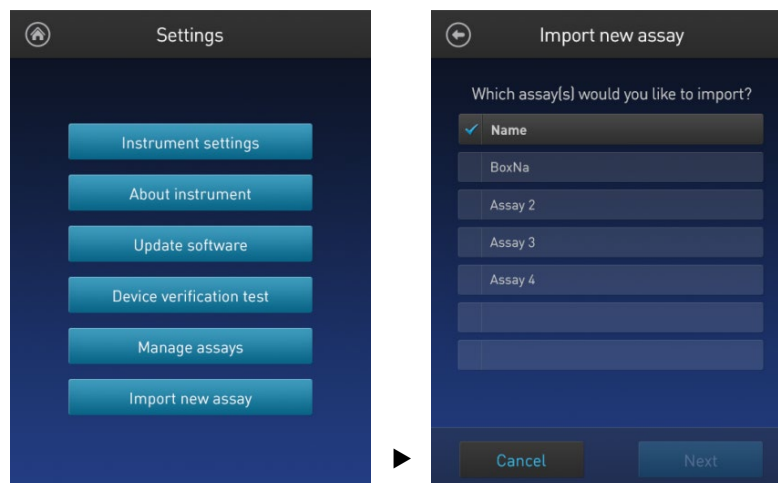 Settings
Instrument settings
About instrument
Update software
Device verification test
Manage assays
Import new assay
Import new assay
Which assay(s) would you like to import?
Name
BoxNa
Assay 2
Assay 3
Assay 4
Cancel
Next